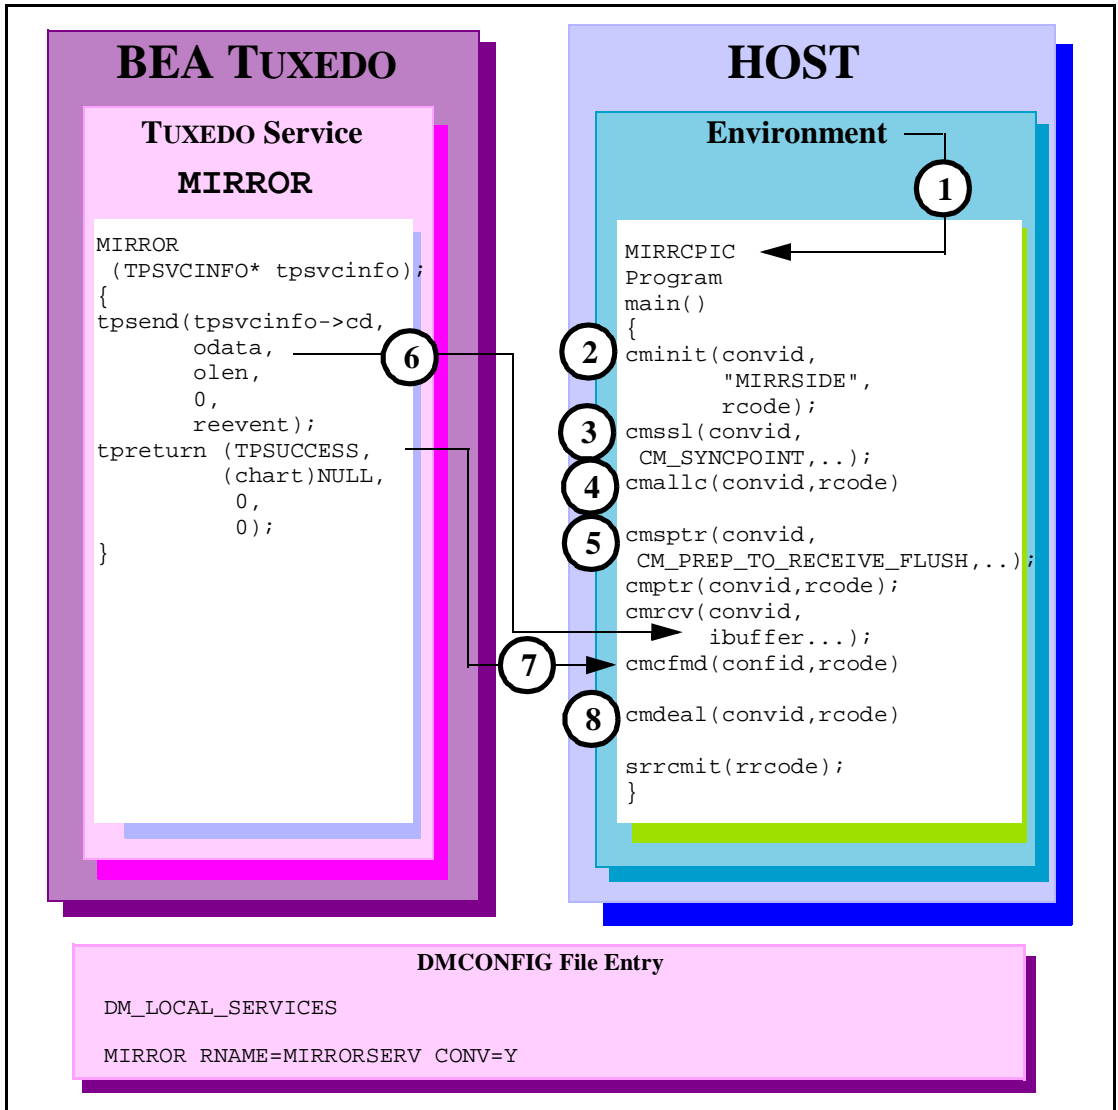 BEA TUXEDO
TUXEDO Service
MIRROR
MIRROR
(TPSVCINFO* tpsvcinfo);
{
tpsend(tpsvcinfo->cd,
odata,
olen,
0,
reevent);
tpreturn (TPSUCCESS,
(chart)NULL,
0,
0);
}
6
7
HOST
Environment
1
MIRRCPIC
Program
main()
{
2
cminit(convid,
"MIRRSIDE",
rcode);
3
cmssl(convid,
CM_SYNCPOINT,..);
4
cmallc(convid,rcode)
5
cmsptr(convid,
CM_PREP_TO_RECEIVE_FLUSH,..);
cmptr(convid,rcode);
cmrcv(convid,
ibuffer...);
cmcfmd(confid,rcode)
8
cmdeal(convid,rcode)
srrcmit(rrcode);
}
DMCONFIG File Entry
DM_LOCAL_SERVICES
MIRROR RNAME=MIRRORSERV CONV=Y